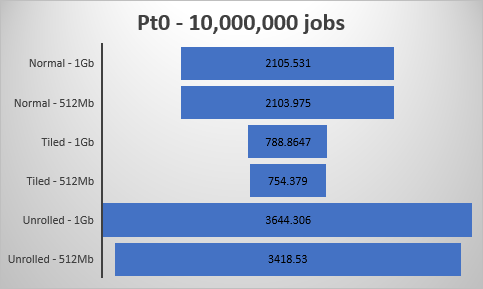 Pt0 - 10,000,000 jobs
Normal - 1Gb
2105.531
Normal - 512Mb
2103.975
Tiled - 1Gb
788.8647
Tiled - 512Mb
754.379
Unrolled - 1Gb
3644.306
Unrolled - 512Mb
3418.53